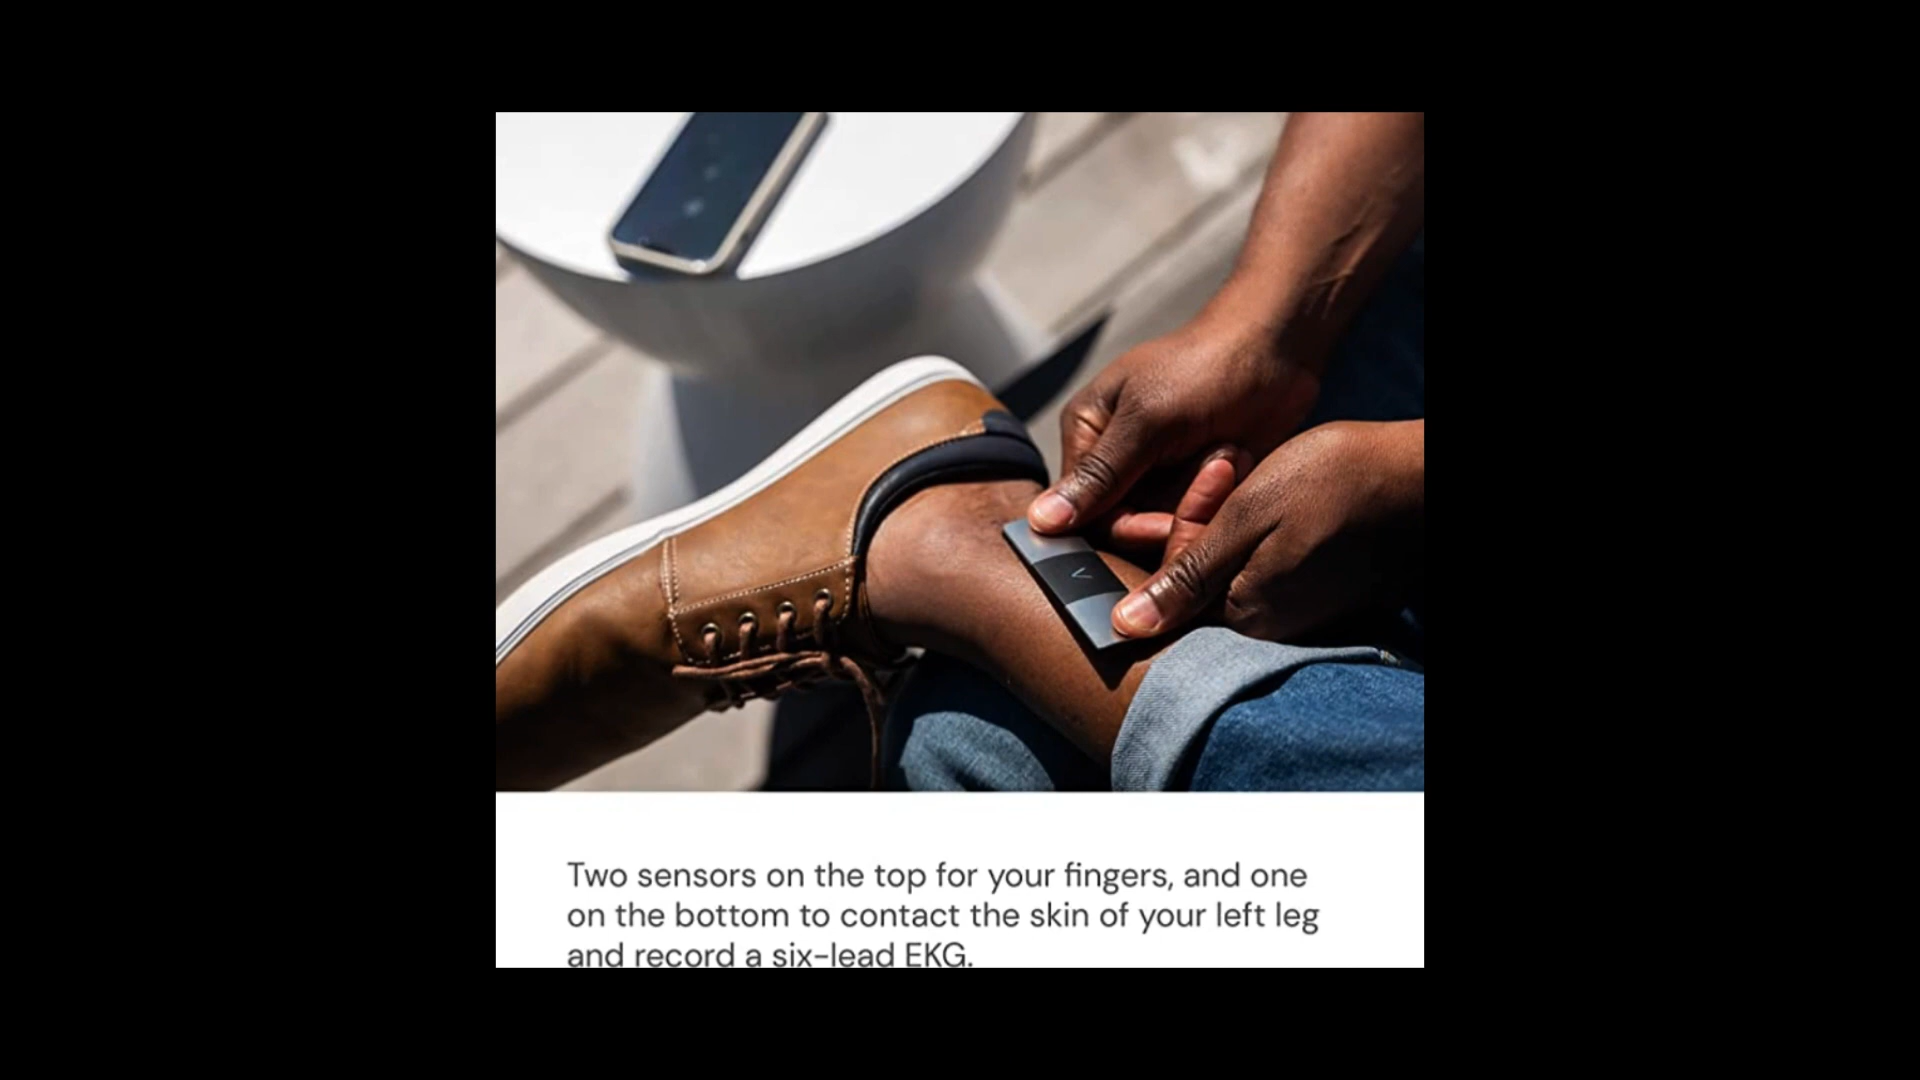 Two sensors on the top for your fingers, and one
on the bottom to contact the skin of your left leg
and record a six-lead EKG.